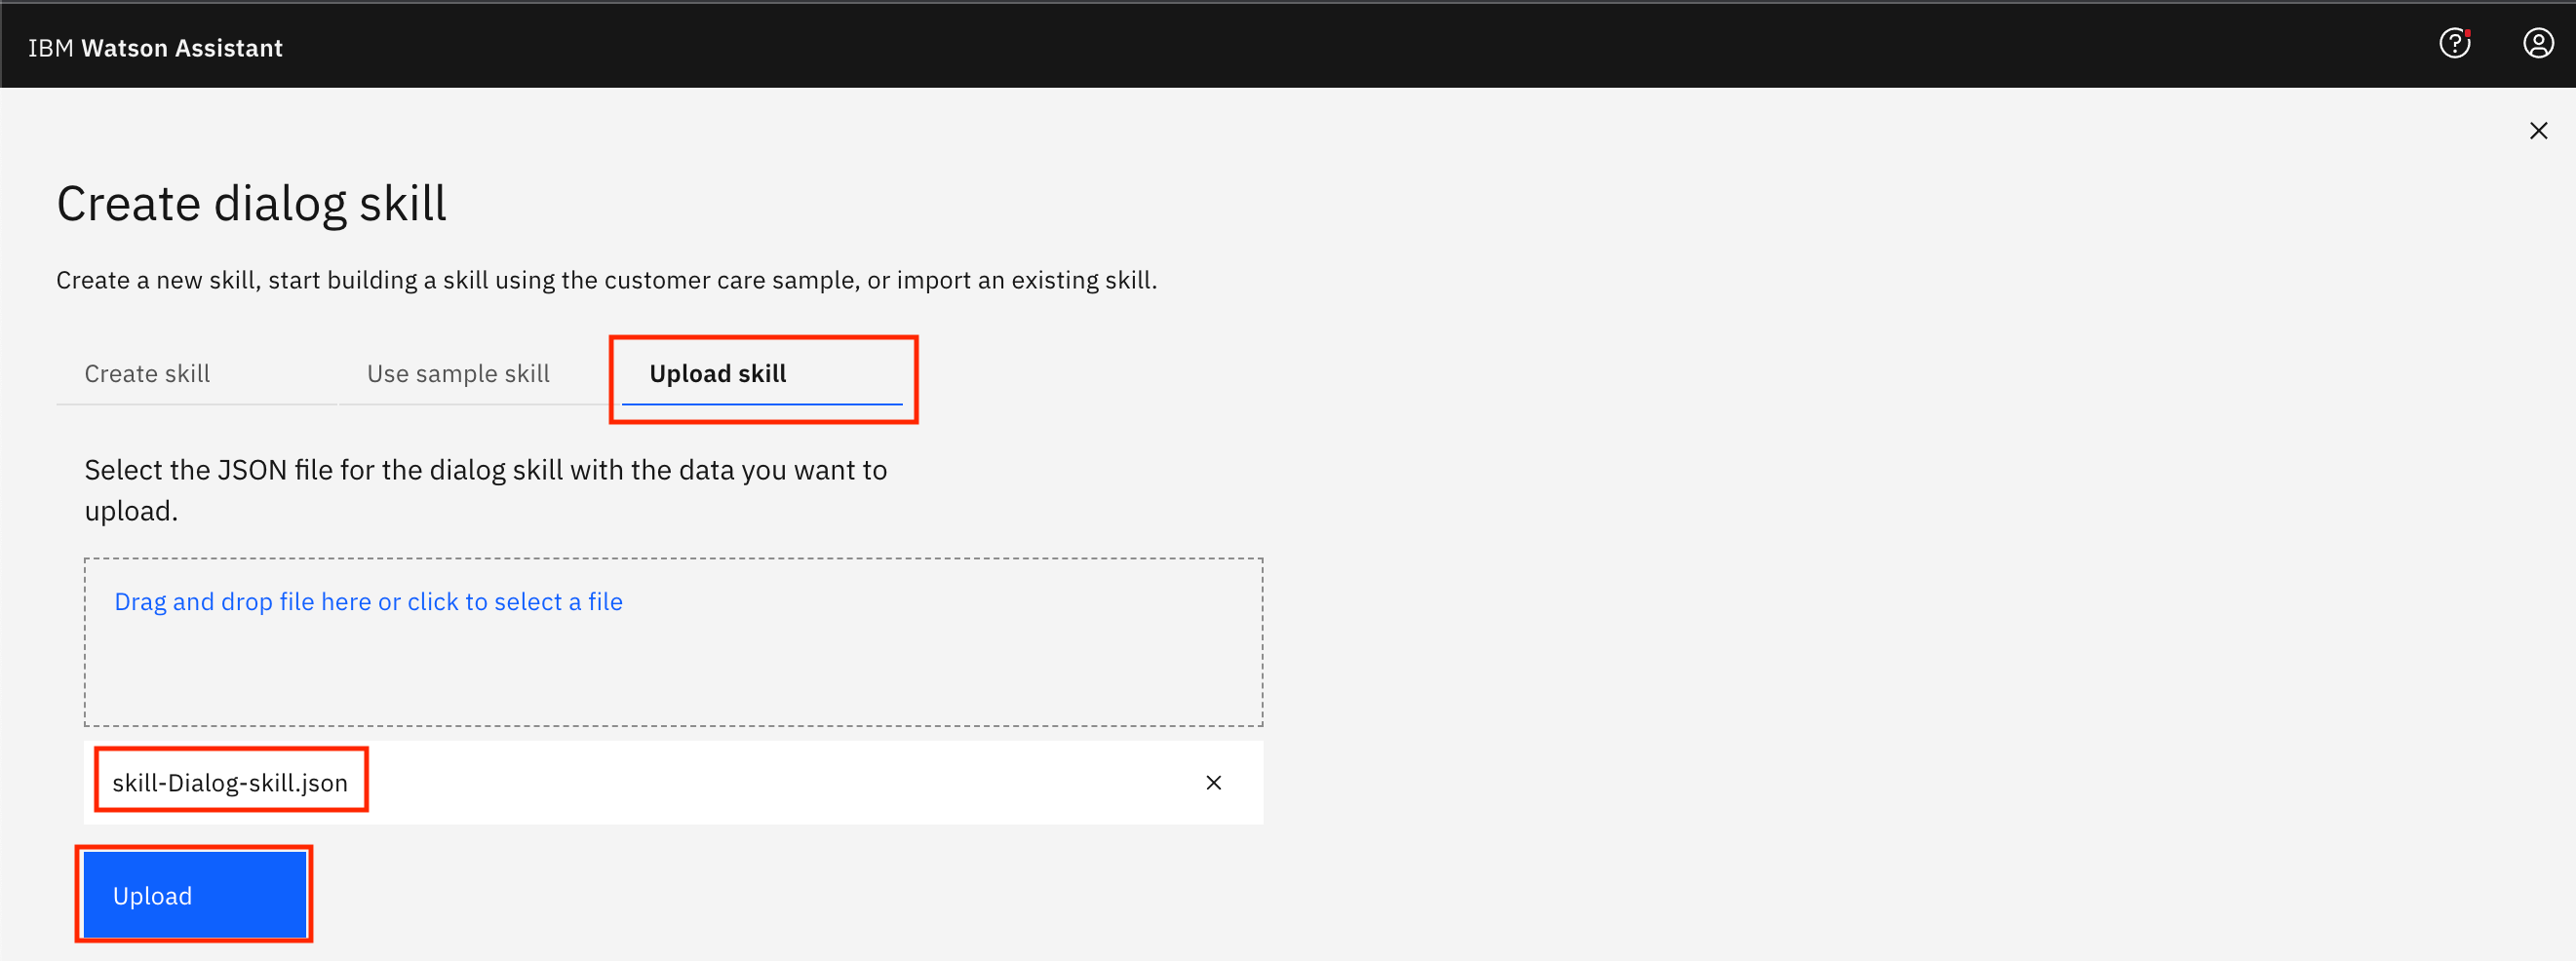 IBM Watson Assistant
Create dialog skill
Create a new skill, start building a skill using the customer care sample, or import an existing skill.
Create skill
Use sample skill
Upload skill
Select the JSON file for the dialog skill with the data you want to
upload.
Drag and drop file here or click to select a file
skill-Dialog-skill.json
Upload